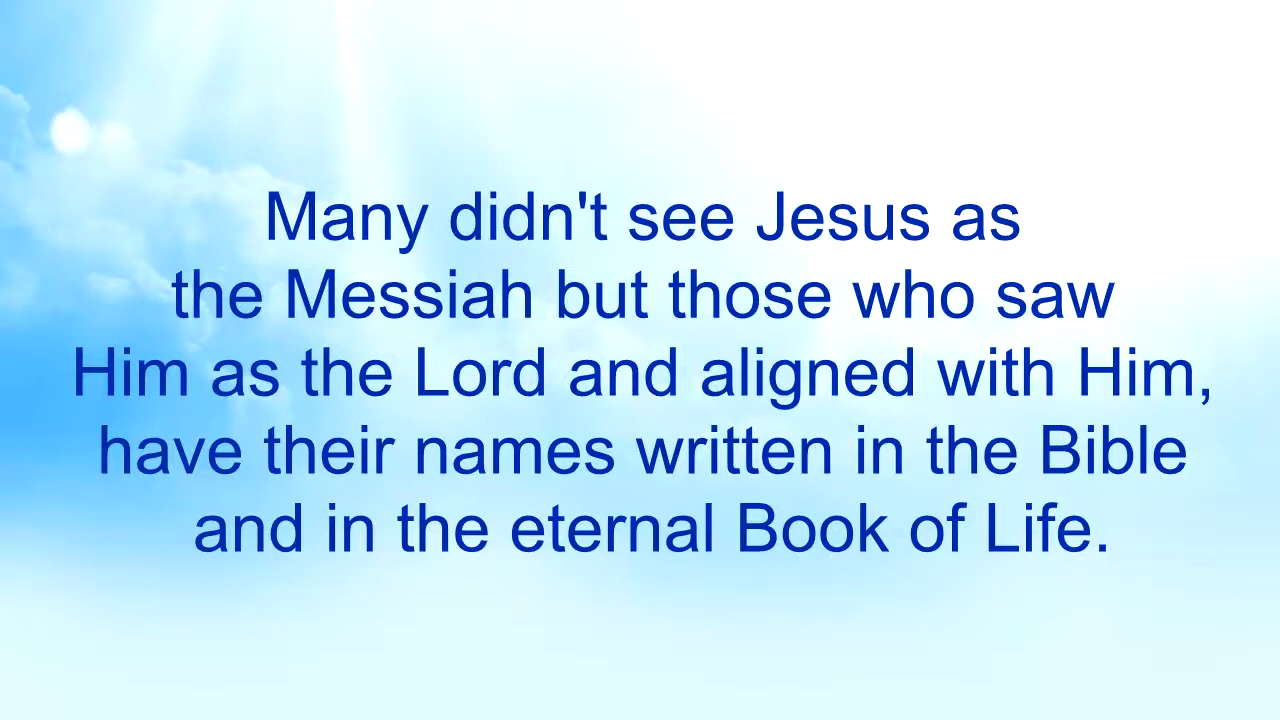 Many didn't see Jesus as
the Messiah but those who saw
Him as the Lord and aligned with Him,
have their names written in the Bible
and in the eternal Book of Life.